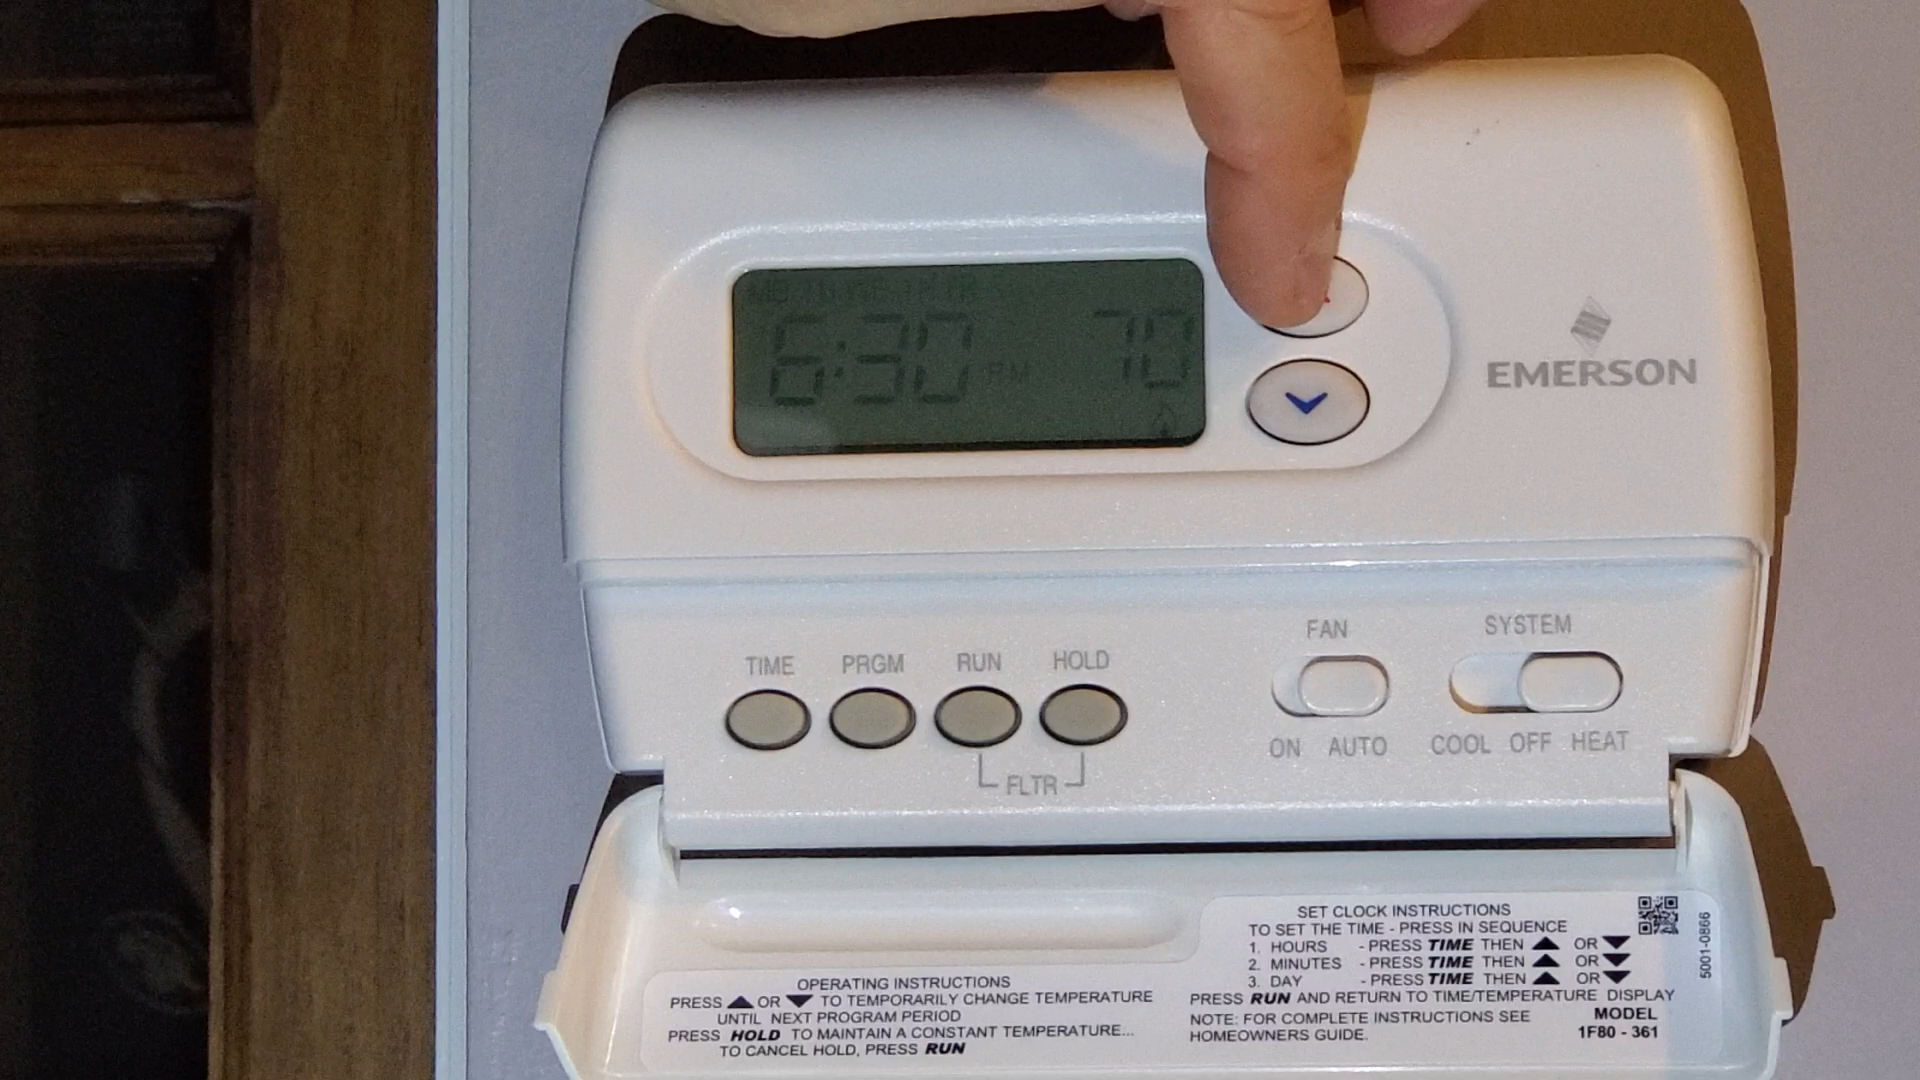 6:30 PM 70
EMERSON
FAN SYSTEM
TIME PRGM RUN HOLD
ON AUTO COOL OFF HEAT
FLTR
OPERATING INSTRUCTIONS
PRESS ▲ OR ▼ TO TEMPORARILY CHANGE TEMPERATURE
UNTIL NEXT PROGRAM PERIOD
PRESS HOLD TO MAINTAIN A CONSTANT TEMPERATURE...
TO CANCEL HOLD, PRESS RUN
SET CLOCK INSTRUCTIONS
TO SET THE TIME - PRESS IN SEQUENCE
1. HOURS - PRESS TIME THEN ▲ OR ▼
2. MINUTES - PRESS TIME THEN ▲ OR ▼
3. DAY - PRESS TIME THEN ▲ OR ▼
PRESS RUN AND RETURN TO TIME/TEMPERATURE DISPLAY
NOTE: FOR COMPLETE INSTRUCTIONS SEE
HOMEOWNERS GUIDE.
MODEL
1F80 - 361
5001-0866